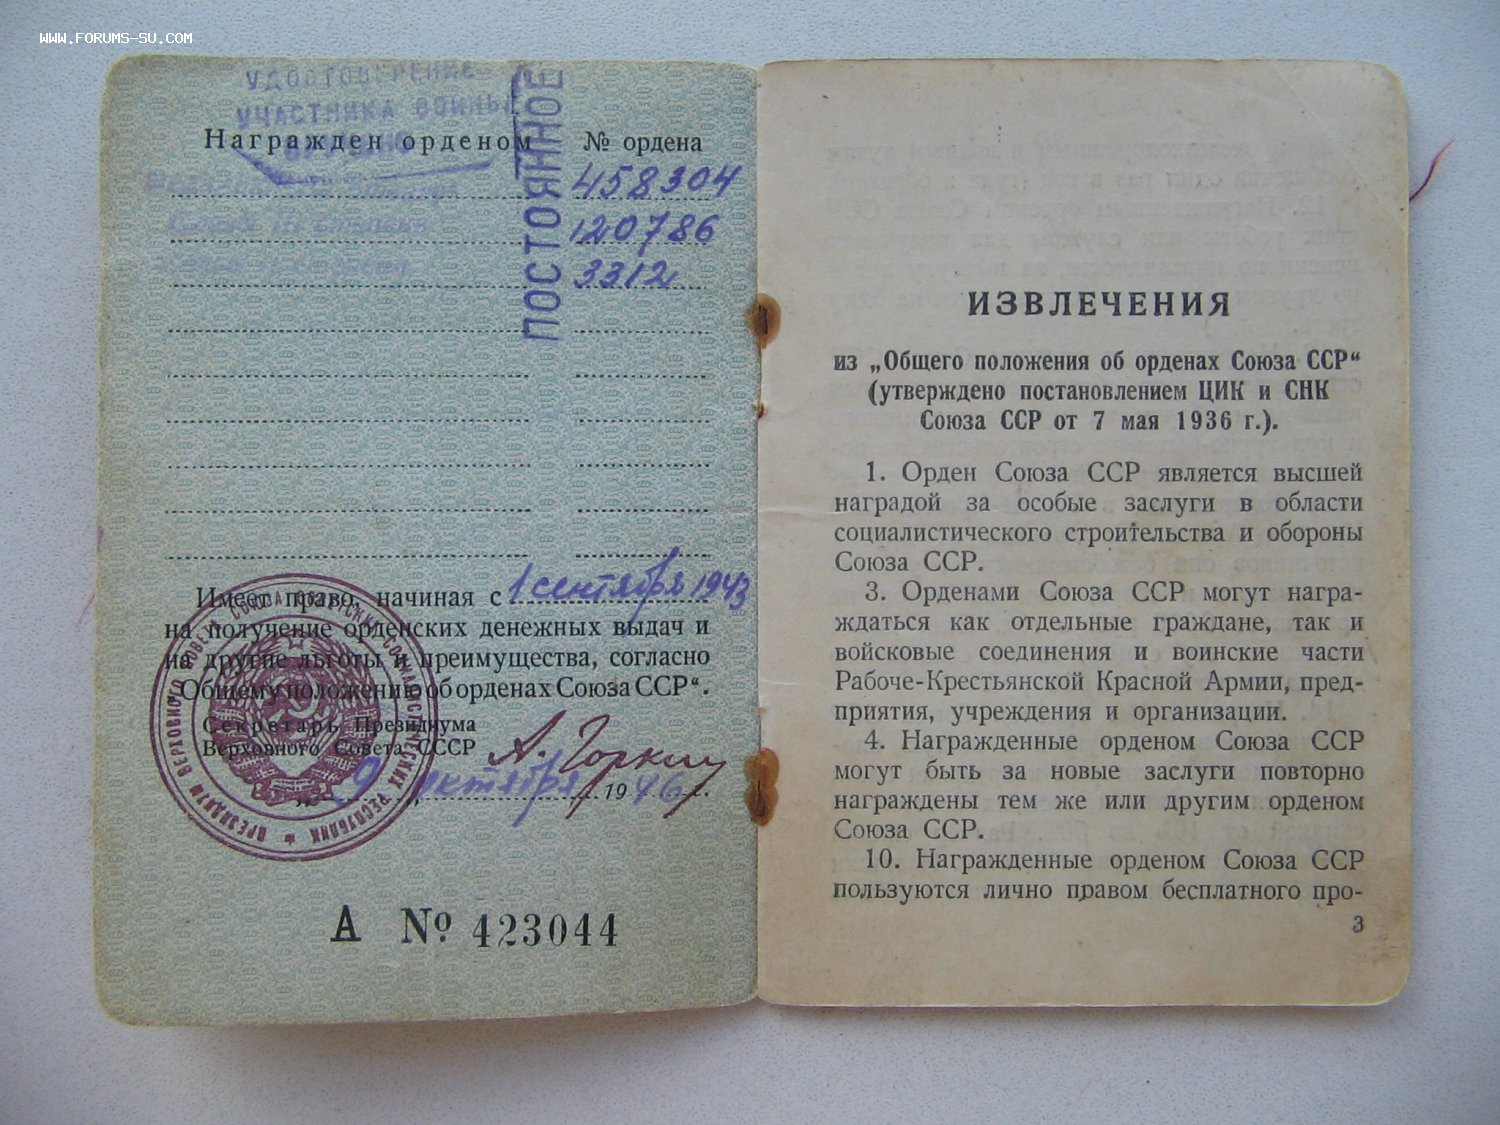 WWW.FORUMS-SU.COM
УДОСТОВЕРЕНИЕ
УЧАСТНИКА ВОЙНЫ
ПОСТОЯННОЕ
Награжден орденом № ордена
458304
Славы III степени 120786
3312
Имеет право, начиная с 1 сентября 1943
на получение орденских денежных выдач и
на другие льготы и преимущества, согласно
„Общему положению об орденах Союза ССР“.
Секретарь Президиума
Верховного Совета СССР А. Горкин
октября 1946 г.
А № 423044
ИЗВЛЕЧЕНИЯ
из „Общего положения об орденах Союза ССР“
(утверждено постановлением ЦИК и СНК
Союза ССР от 7 мая 1936 г.).
1. Орден Союза ССР является высшей
наградой за особые заслуги в области
социалистического строительства и обороны
Союза ССР.
3. Орденами Союза ССР могут награ-
ждаться как отдельные граждане, так и
войсковые соединения и воинские части
Рабоче-Крестьянской Красной Армии, пред-
приятия, учреждения и организации.
4. Награжденные орденом Союза ССР
могут быть за новые заслуги повторно
награждены тем же или другим орденом
Союза ССР.
10. Награжденные орденом Союза ССР
пользуются лично правом бесплатного про-
3